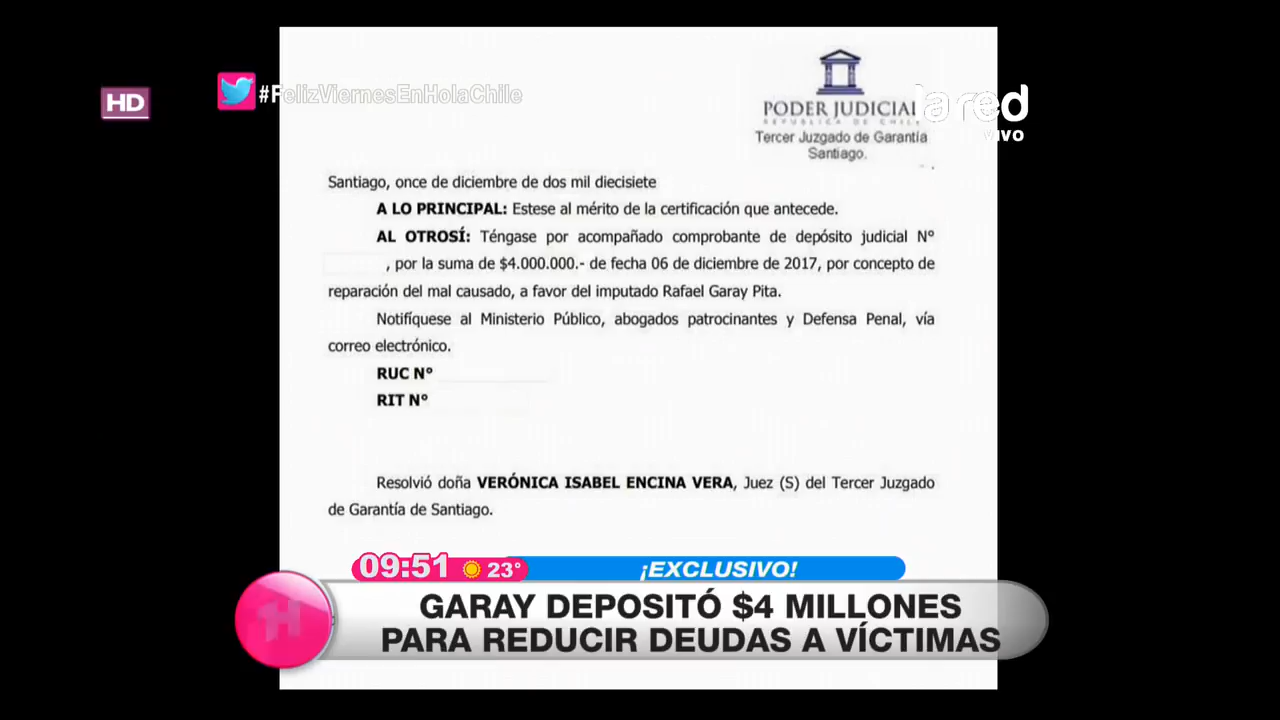 HD
#FelizViernesEnHolaChile
PODER JUDICIAL
REPUBLICA DE CHILE
la red
vivo
Tercer Juzgado de Garantía
Santiago.
Santiago, once de diciembre de dos mil diecisiete
A LO PRINCIPAL: Estese al mérito de la certificación que antecede.
AL OTROSÍ: Téngase por acompañado comprobante de depósito judicial N°
, por la suma de $4.000.000.- de fecha 06 de diciembre de 2017, por concepto de
reparación del mal causado, a favor del imputado Rafael Garay Pita.
Notifíquese al Ministerio Público, abogados patrocinantes y Defensa Penal, vía
correo electrónico.
RUC N°
RIT N°
Resolvió doña VERÓNICA ISABEL ENCINA VERA, Juez (S) del Tercer Juzgado
de Garantía de Santiago.
09:51 23° ¡EXCLUSIVO!
H
GARAY DEPOSITÓ $4 MILLONES
PARA REDUCIR DEUDAS A VÍCTIMAS